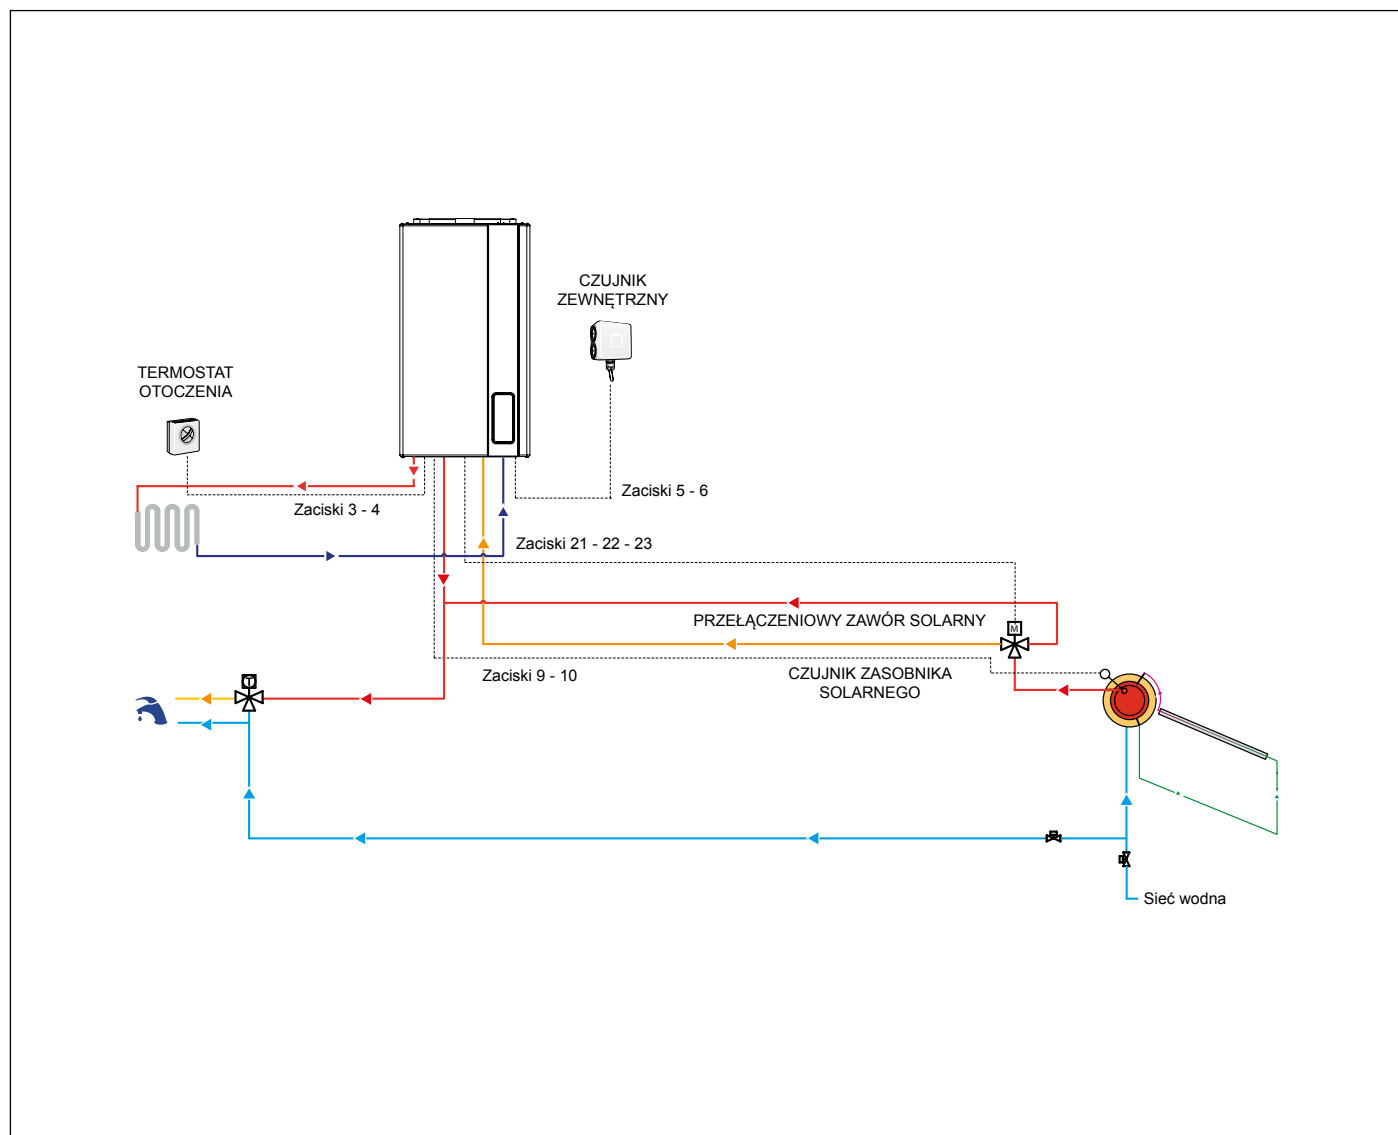 CZUJNIK
ZEWNĘTRZNY
TERMOSTAT
OTOCZENIA
Zaciski 5 - 6
Zaciski 3 - 4
Zaciski 21 - 22 - 23
PRZEŁĄCZENIOWY ZAWÓR SOLARNY
M
Zaciski 9 - 10
CZUJNIK ZASOBNIKA
SOLARNEGO
T
Sieć wodna